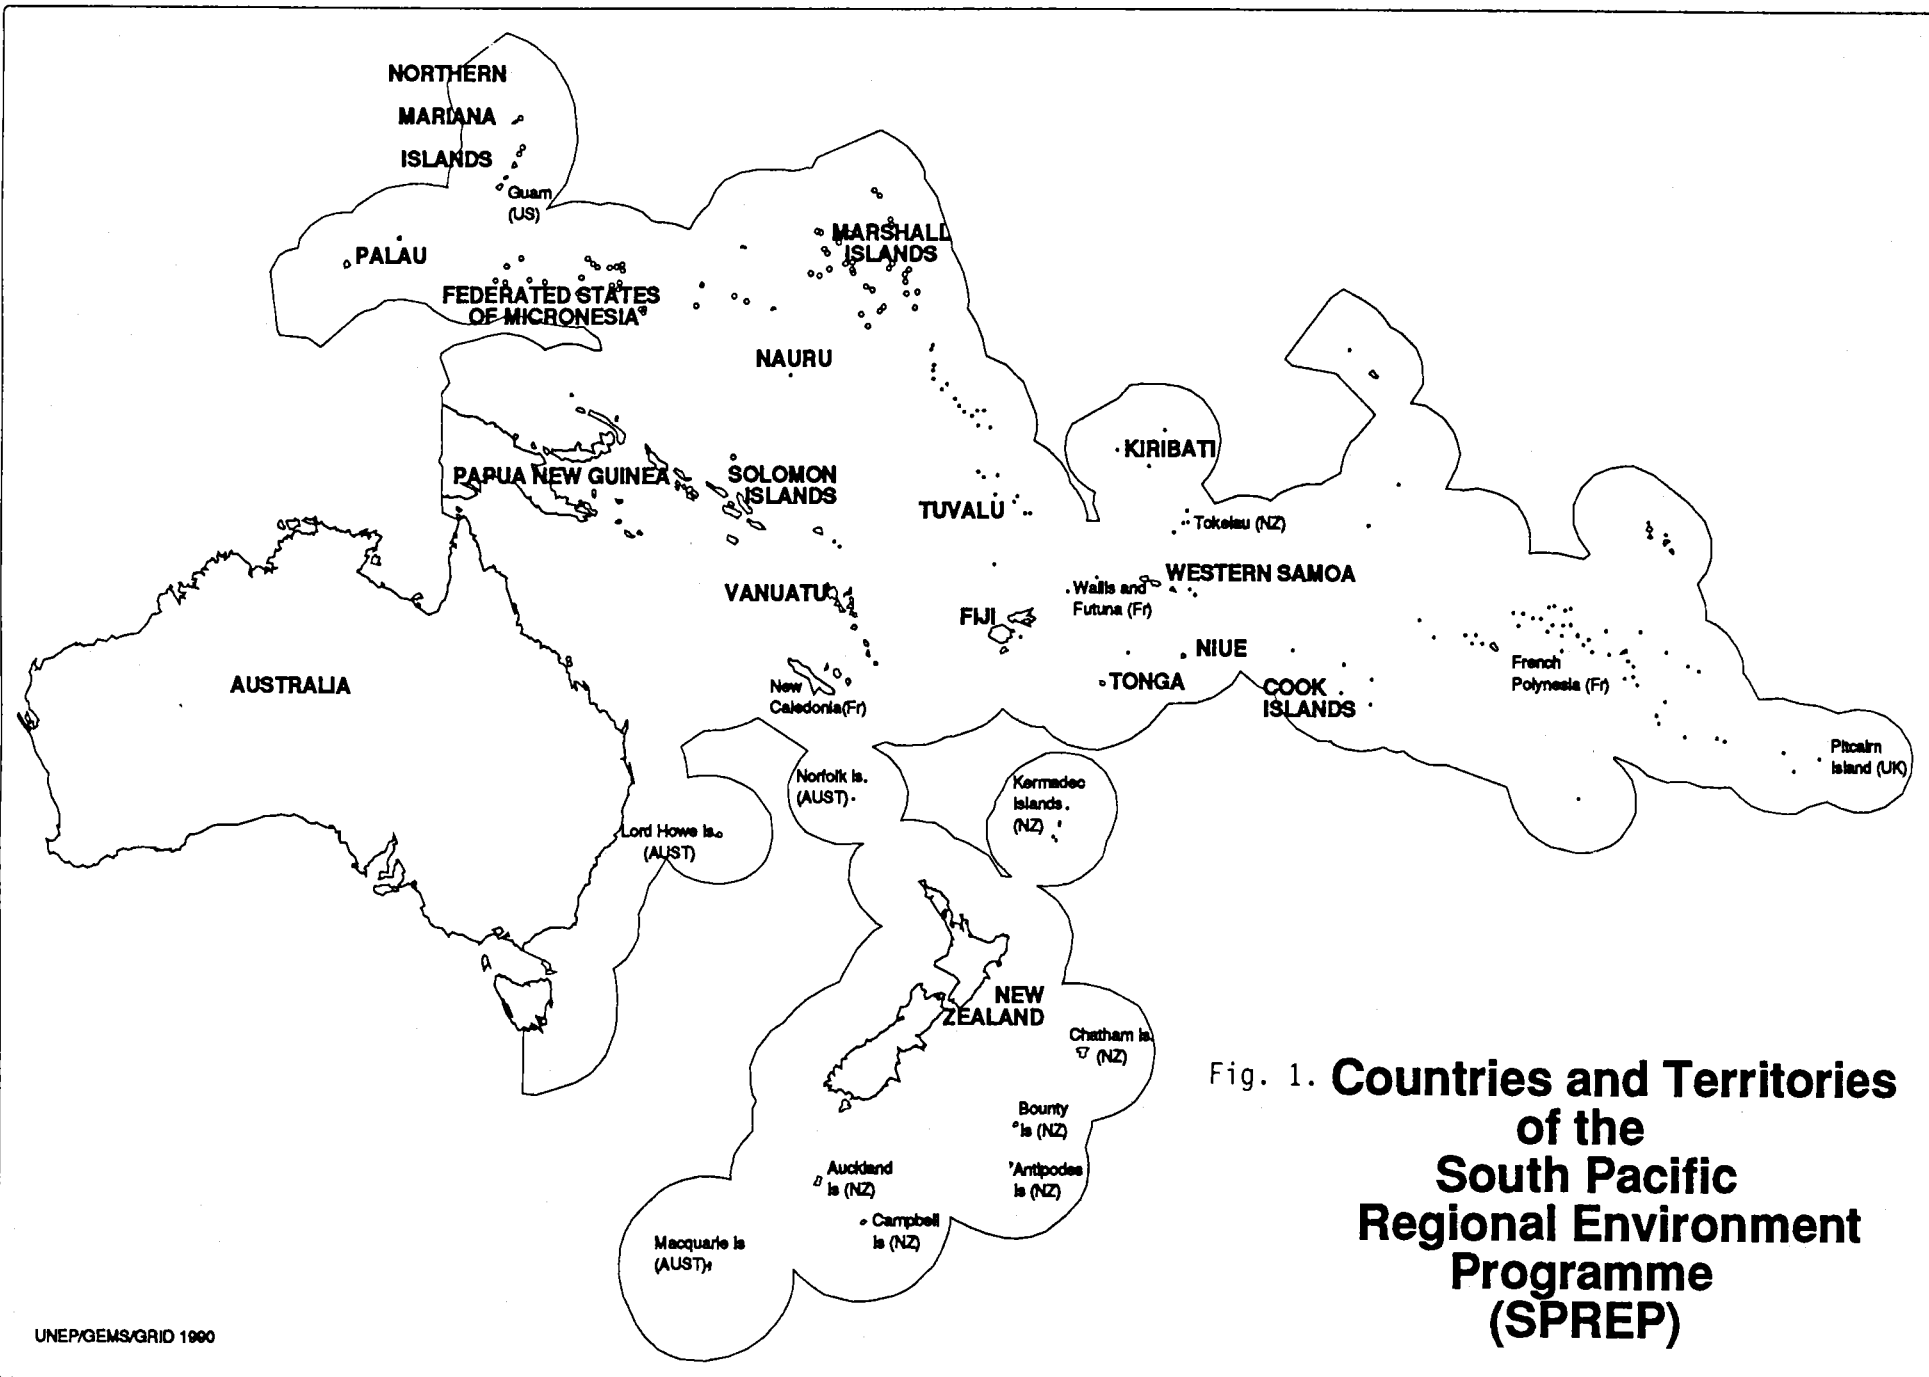 NORTHERN
MARIANA
ISLANDS
Guam
(US)
PALAU
MARSHALL
ISLANDS
FEDERATED STATES
OF MICRONESIA
NAURU
KIRIBATI
PAPUA NEW GUINEA
SOLOMON
ISLANDS
TUVALU
Tokelau (NZ)
WESTERN SAMOA
VANUATU
Wallis and
Futuna (Fr)
FIJI
NIUE
French
Polynesia (Fr)
AUSTRALIA
New
Caledonia(Fr)
TONGA
COOK
ISLANDS
Pitcairn
Island (UK)
Norfolk Is.
(AUST)
Kermadec
Islands
(NZ)
Lord Howe Is.
(AUST)
NEW
ZEALAND
Chatham Is.
(NZ)
Bounty
Is (NZ)
Auckland
Is (NZ)
Antipodes
Is (NZ)
Campbell
Is (NZ)
Macquarie Is
(AUST)
Fig. 1. Countries and Territories
of the
South Pacific
Regional Environment
Programme
(SPREP)
UNEP/GEMS/GRID 1990